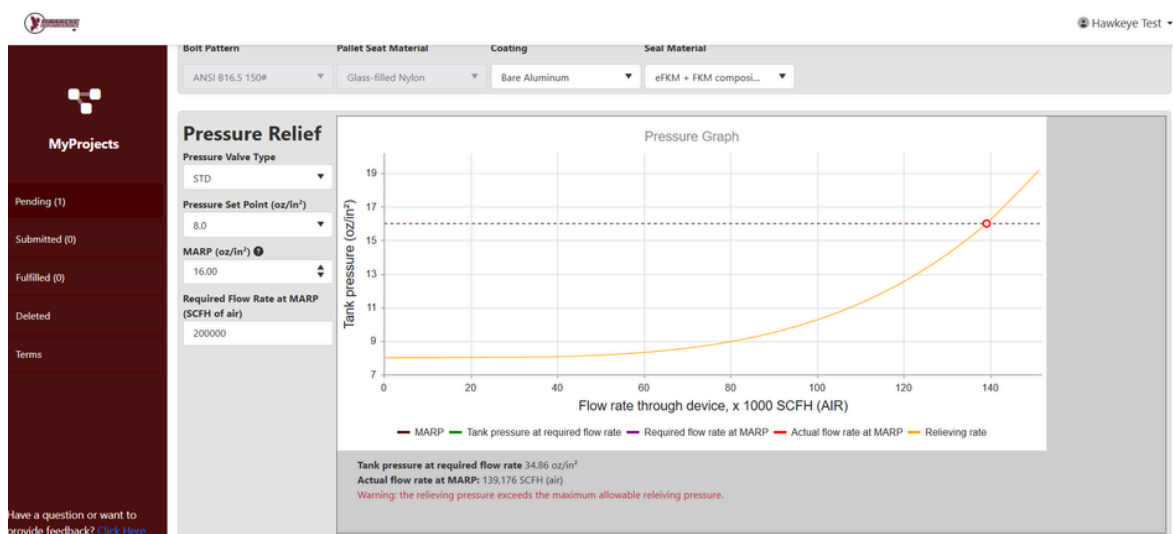 HAWKEYE
Hawkeye Test
Bolt Pattern
Pallet Seat Material
Coating
Seal Material
ANSI B16.5 150#
Glass-filled Nylon
Bare Aluminum
eFKM + FKM composi...
MyProjects
Pending (1)
Submitted (0)
Fulfilled (0)
Deleted
Terms
Have a question or want to
provide feedback? Click Here
Pressure Relief
Pressure Valve Type
STD
Pressure Set Point (oz/in²)
8.0
MARP (oz/in²) ?
16.00
Required Flow Rate at MARP
(SCFH of air)
200000
Pressure Graph
Tank pressure (oz/in²)
19
17
15
13
11
9
7
0 20 40 60 80 100 120 140
Flow rate through device, x 1000 SCFH (AIR)
MARP Tank pressure at required flow rate Required flow rate at MARP Actual flow rate at MARP Relieving rate
Tank pressure at required flow rate 34.86 oz/in²
Actual flow rate at MARP: 139,176 SCFH (air)
Warning: the relieving pressure exceeds the maximum allowable releiving pressure.